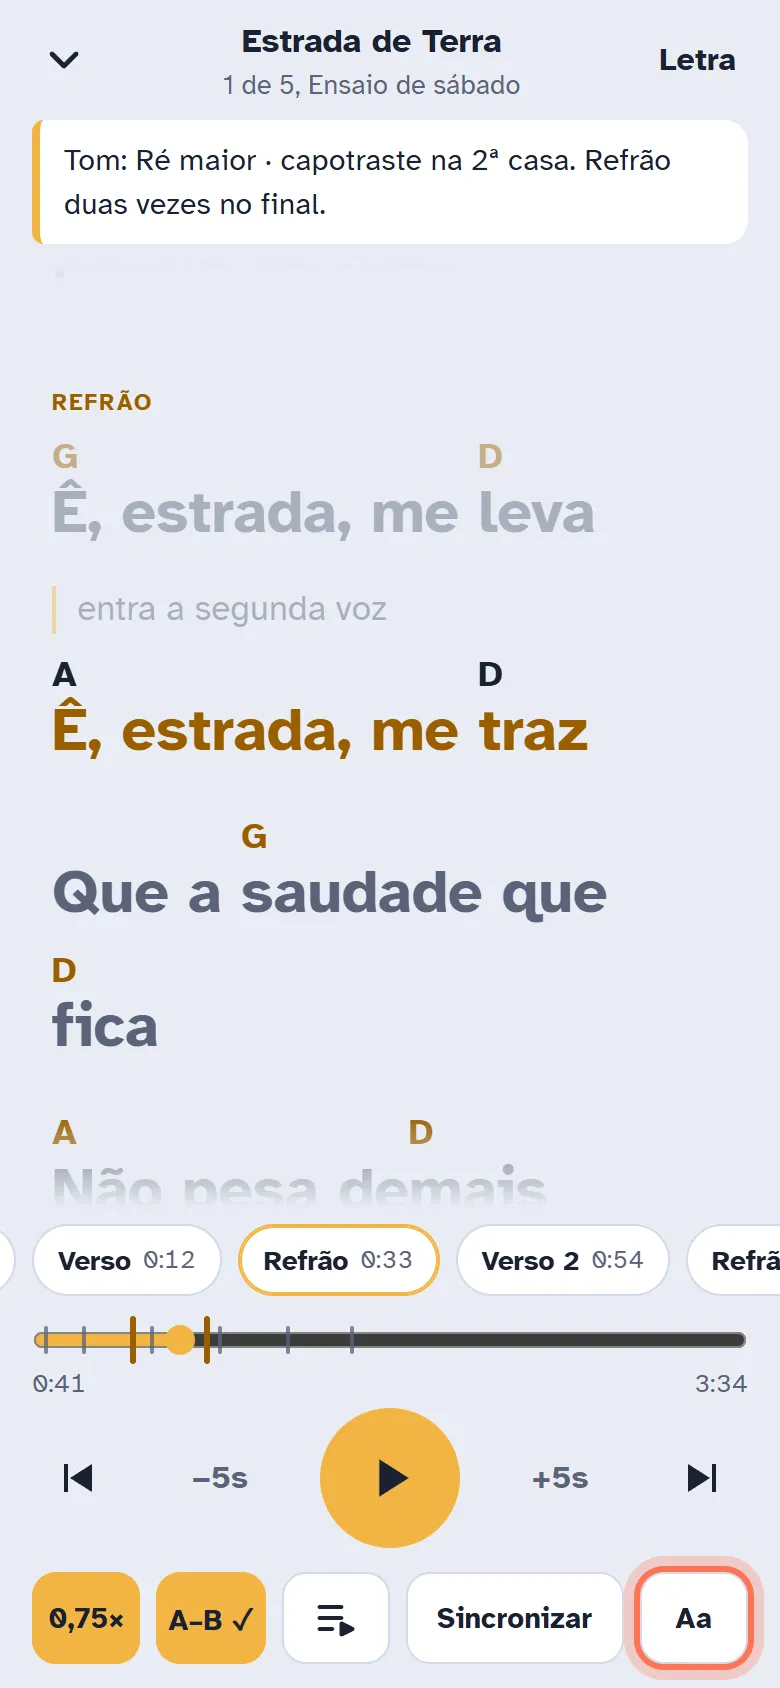 Estrada de Terra
1 de 5, Ensaio de sábado
Letra
Tom: Ré maior · capotraste na 2ª casa. Refrão
duas vezes no final.
REFRÃO
G D
Ê, estrada, me leva
entra a segunda voz
A D
Ê, estrada, me traz
G
Que a saudade que
D
fica
A D
Não pesa demais
Verso 0:12
Refrão 0:33
Verso 2 0:54
Refrã
0:41
3:34
–5s
+5s
0,75×
A–B ✓
Sincronizar
Aa